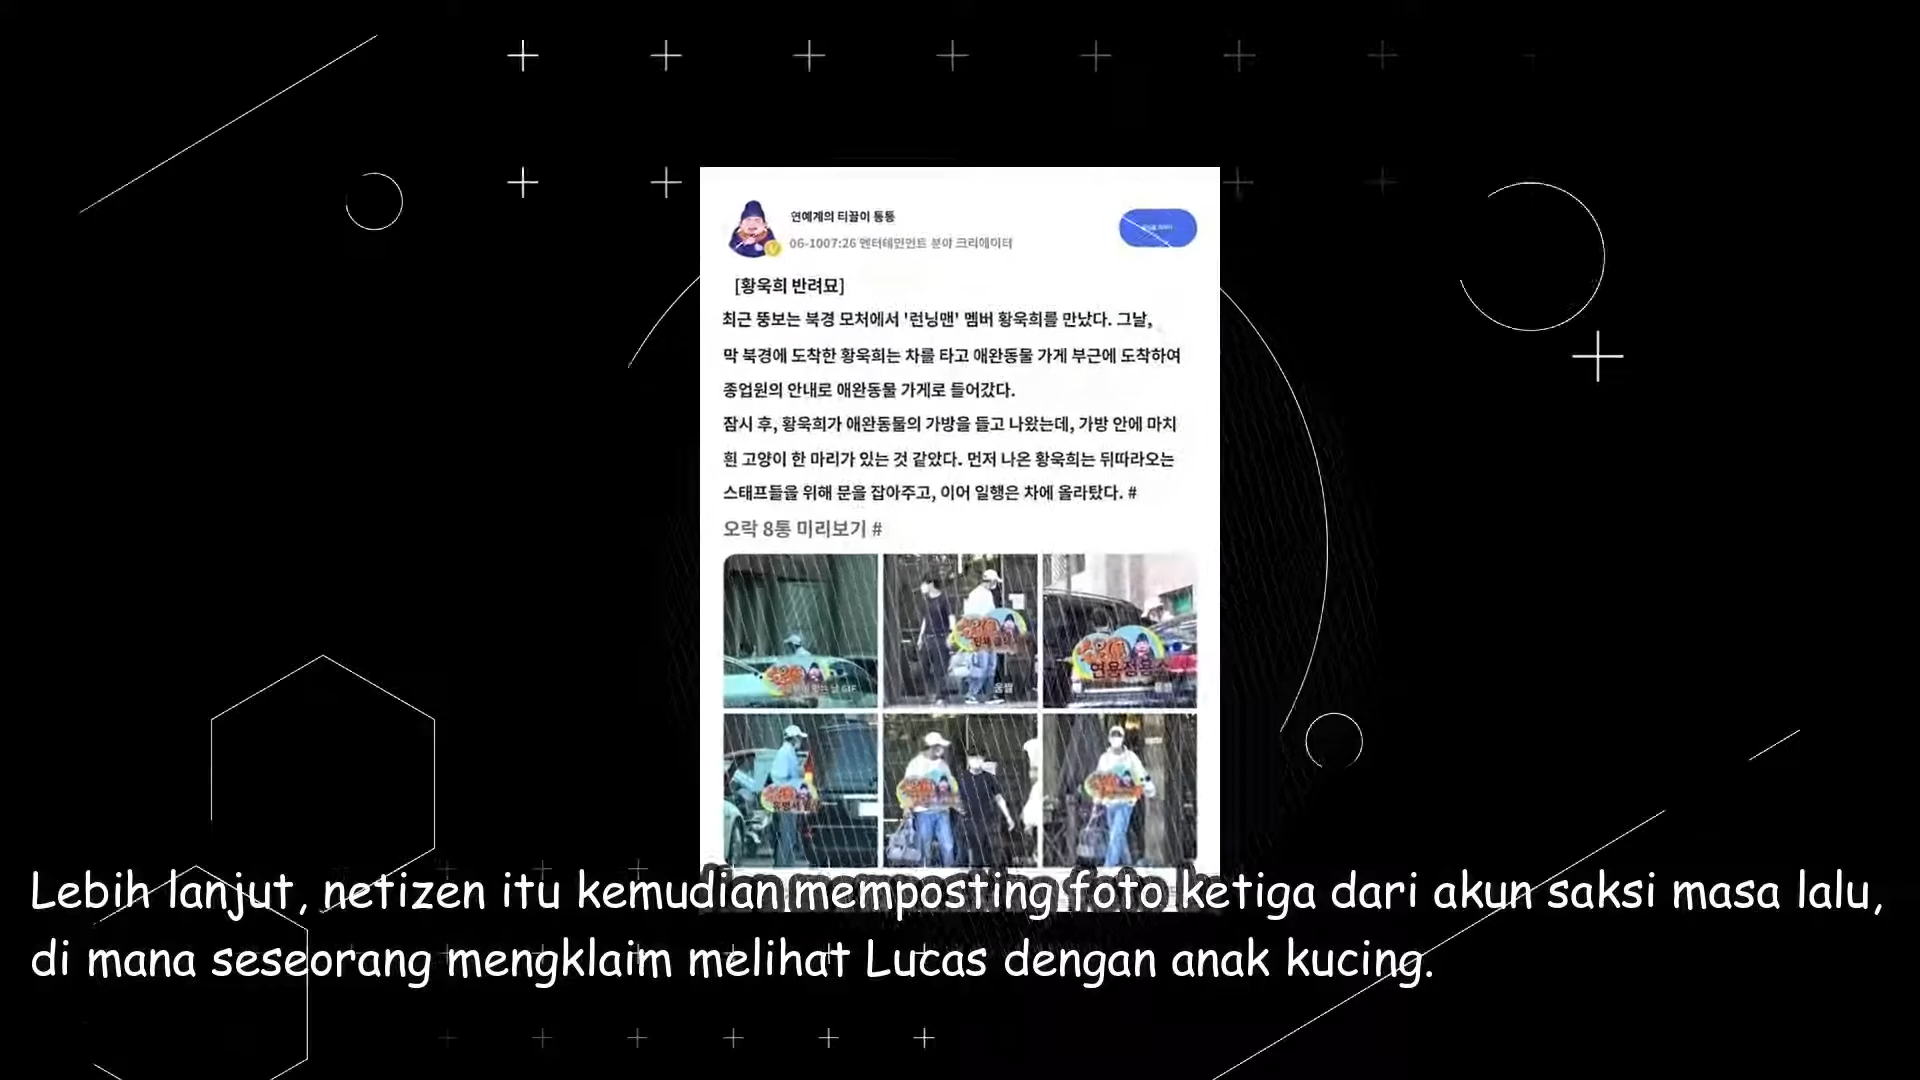 연예계의 티끌이 통통
06-1007:26 엔터테인먼트 분야 크리에이터
[황욱희 반려묘]
최근 뚱보는 북경 모처에서 '런닝맨' 멤버 황욱희를 만났다. 그날,
막 북경에 도착한 황욱희는 차를 타고 애완동물 가게 부근에 도착하여
종업원의 안내로 애완동물 가게로 들어갔다.
잠시 후, 황욱희가 애완동물의 가방을 들고 나왔는데, 가방 안에 마치
흰 고양이 한 마리가 있는 것 같았다. 먼저 나온 황욱희는 뒤따라오는
스태프들을 위해 문을 잡아주고, 이어 일행은 차에 올라탔다. #
오락 8통 미리보기 #
Lebih lanjut, netizen itu kemudian memposting foto ketiga dari akun saksi masa lalu,
di mana seseorang mengklaim melihat Lucas dengan anak kucing.